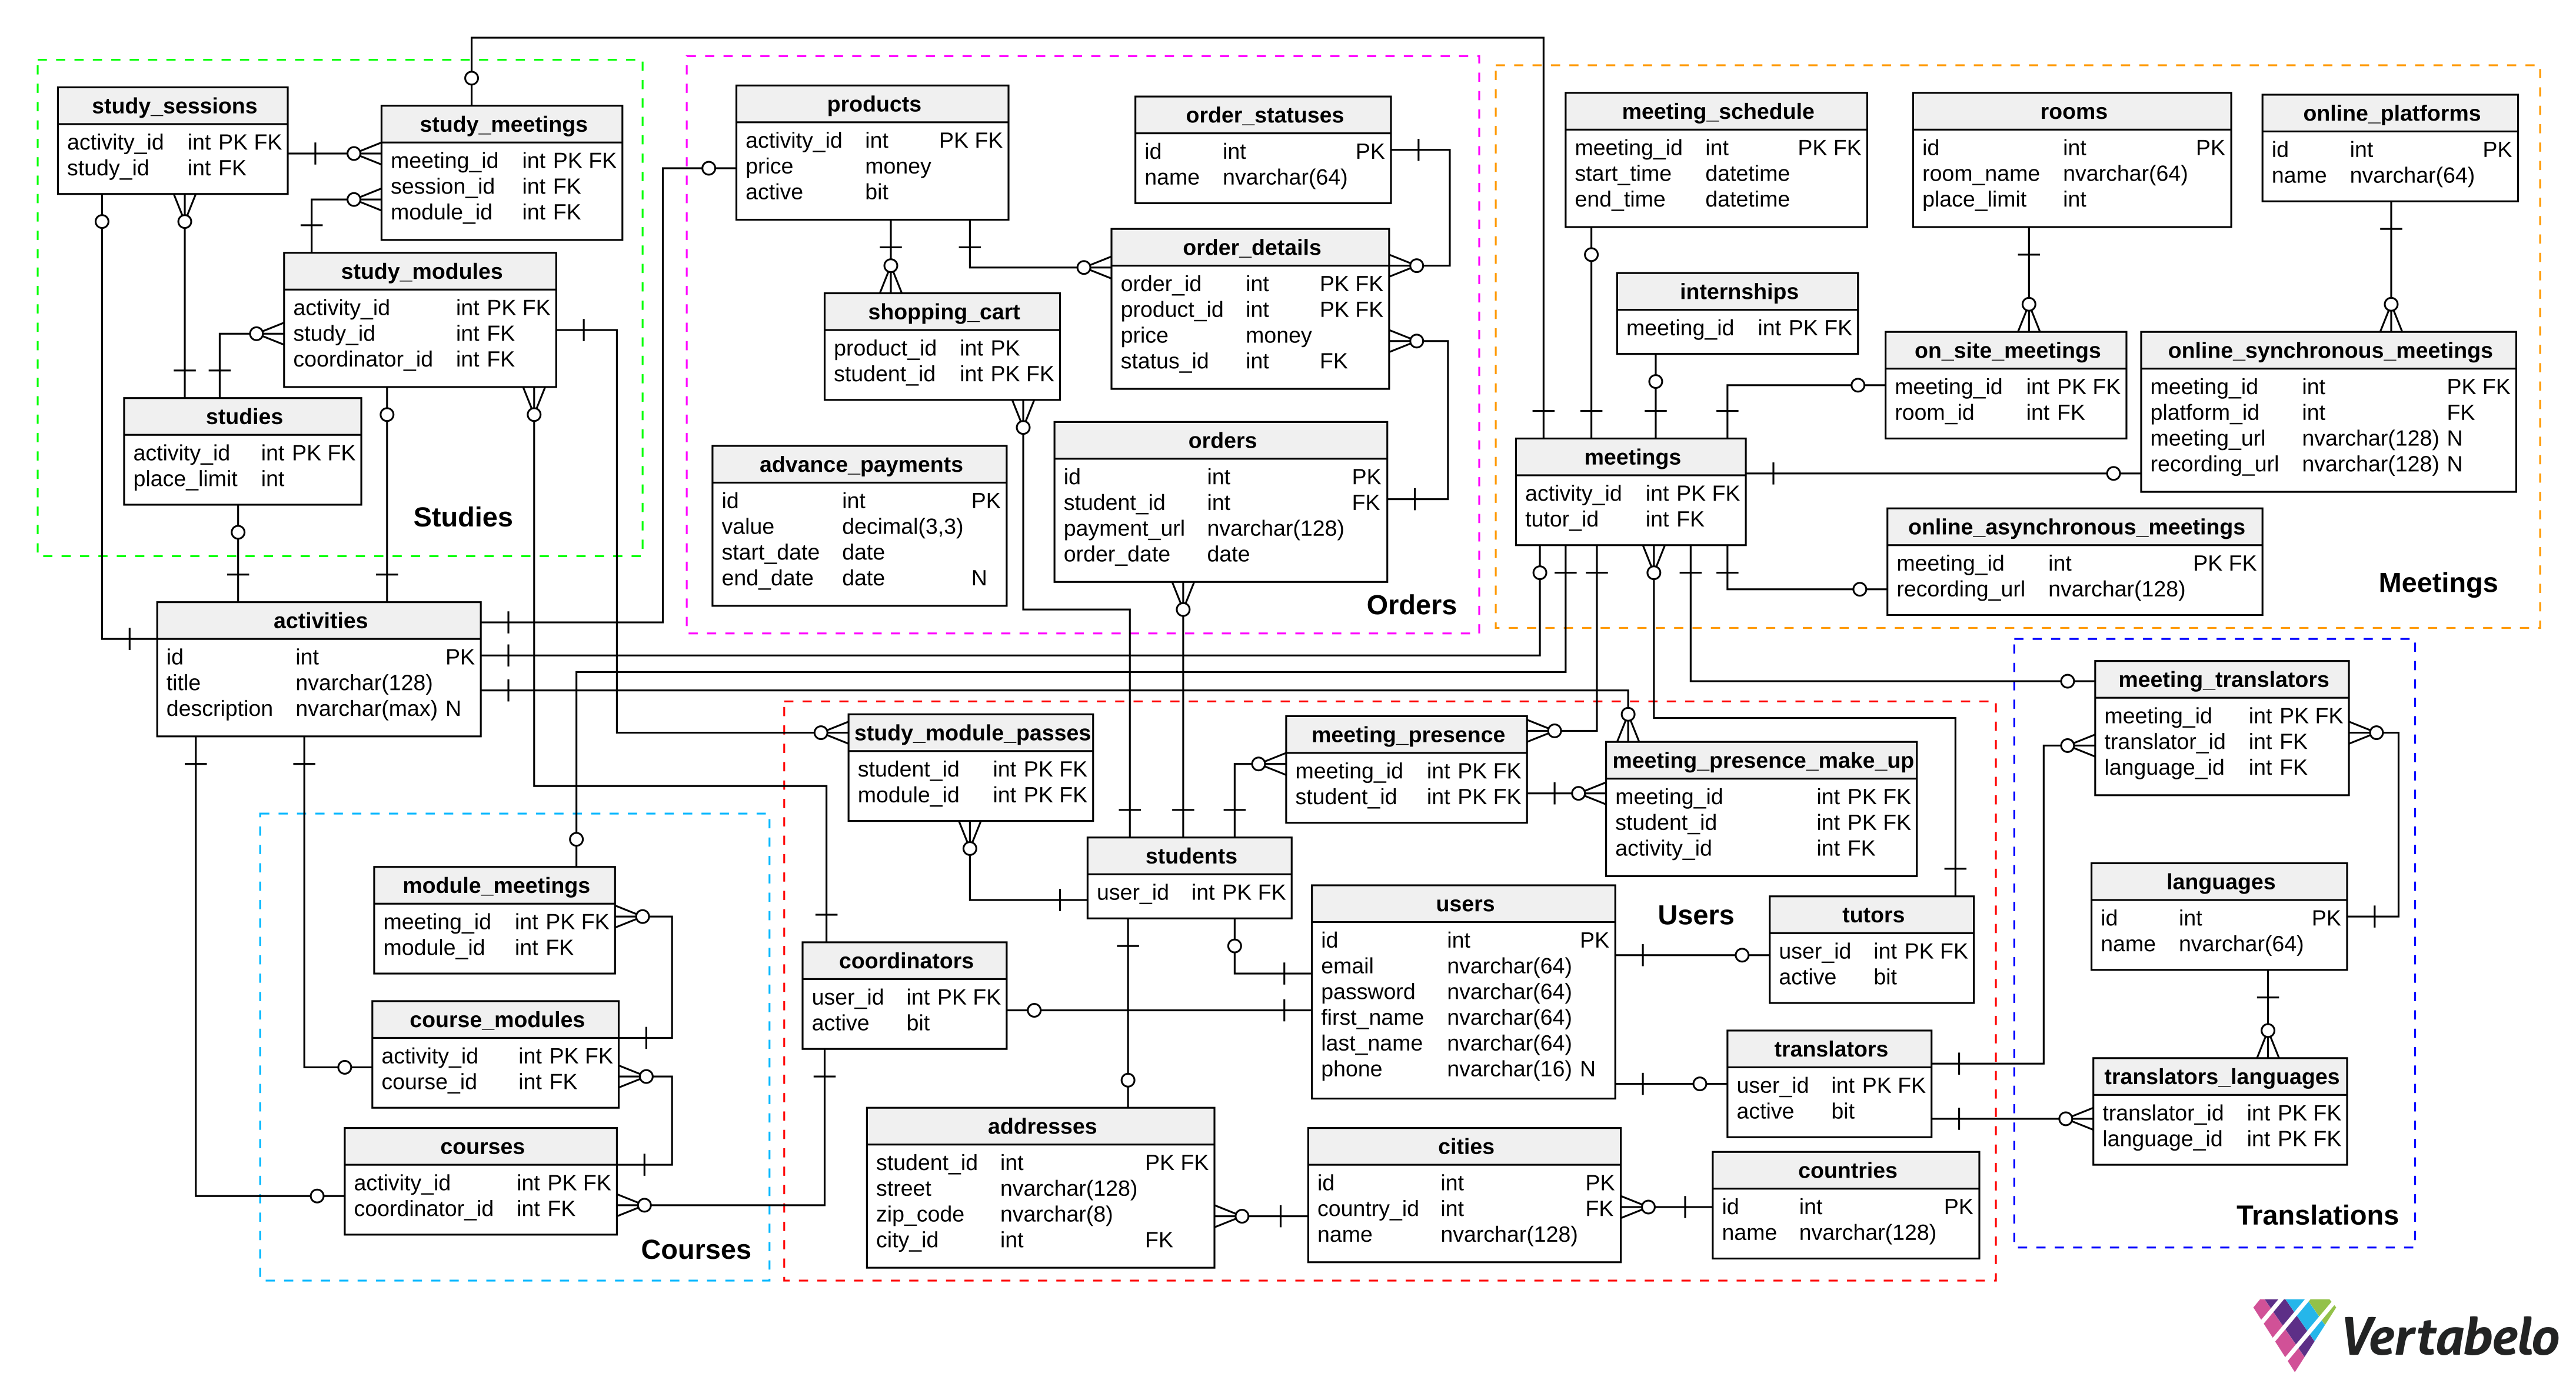 study_sessions
activity_id int PK FK
study_id int FK
study_meetings
meeting_id int PK FK
session_id int FK
module_id int FK
study_modules
activity_id int PK FK
study_id int FK
coordinator_id int FK
studies
activity_id int PK FK
place_limit int
Studies
products
activity_id int PK FK
price money
active bit
order_statuses
id int PK
name nvarchar(64)
order_details
order_id int PK FK
product_id int PK FK
price money
status_id int FK
shopping_cart
product_id int PK
student_id int PK FK
advance_payments
id int PK
value decimal(3,3)
start_date date
end_date date N
orders
id int PK
student_id int FK
payment_url nvarchar(128)
order_date date
Orders
meeting_schedule
meeting_id int PK FK
start_time datetime
end_time datetime
rooms
id int PK
room_name nvarchar(64)
place_limit int
online_platforms
id int PK
name nvarchar(64)
internships
meeting_id int PK FK
on_site_meetings
meeting_id int PK FK
room_id int FK
online_synchronous_meetings
meeting_id int PK FK
platform_id int FK
meeting_url nvarchar(128) N
recording_url nvarchar(128) N
meetings
activity_id int PK FK
tutor_id int FK
online_asynchronous_meetings
meeting_id int PK FK
recording_url nvarchar(128)
Meetings
activities
id int PK
title nvarchar(128)
description nvarchar(max) N
module_meetings
meeting_id int PK FK
module_id int FK
course_modules
activity_id int PK FK
course_id int FK
courses
activity_id int PK FK
coordinator_id int FK
Courses
study_module_passes
student_id int PK FK
module_id int PK FK
meeting_presence
meeting_id int PK FK
student_id int PK FK
meeting_presence_make_up
meeting_id int PK FK
student_id int PK FK
activity_id int FK
students
user_id int PK FK
users
id int PK
email nvarchar(64)
password nvarchar(64)
first_name nvarchar(64)
last_name nvarchar(64)
phone nvarchar(16) N
Users
tutors
user_id int PK FK
active bit
coordinators
user_id int PK FK
active bit
translators
user_id int PK FK
active bit
addresses
student_id int PK FK
street nvarchar(128)
zip_code nvarchar(8)
city_id int FK
cities
id int PK
country_id int FK
name nvarchar(128)
countries
id int PK
name nvarchar(128)
meeting_translators
meeting_id int PK FK
translator_id int FK
language_id int FK
languages
id int PK
name nvarchar(64)
translators_languages
translator_id int PK FK
language_id int PK FK
Translations
Vertabelo